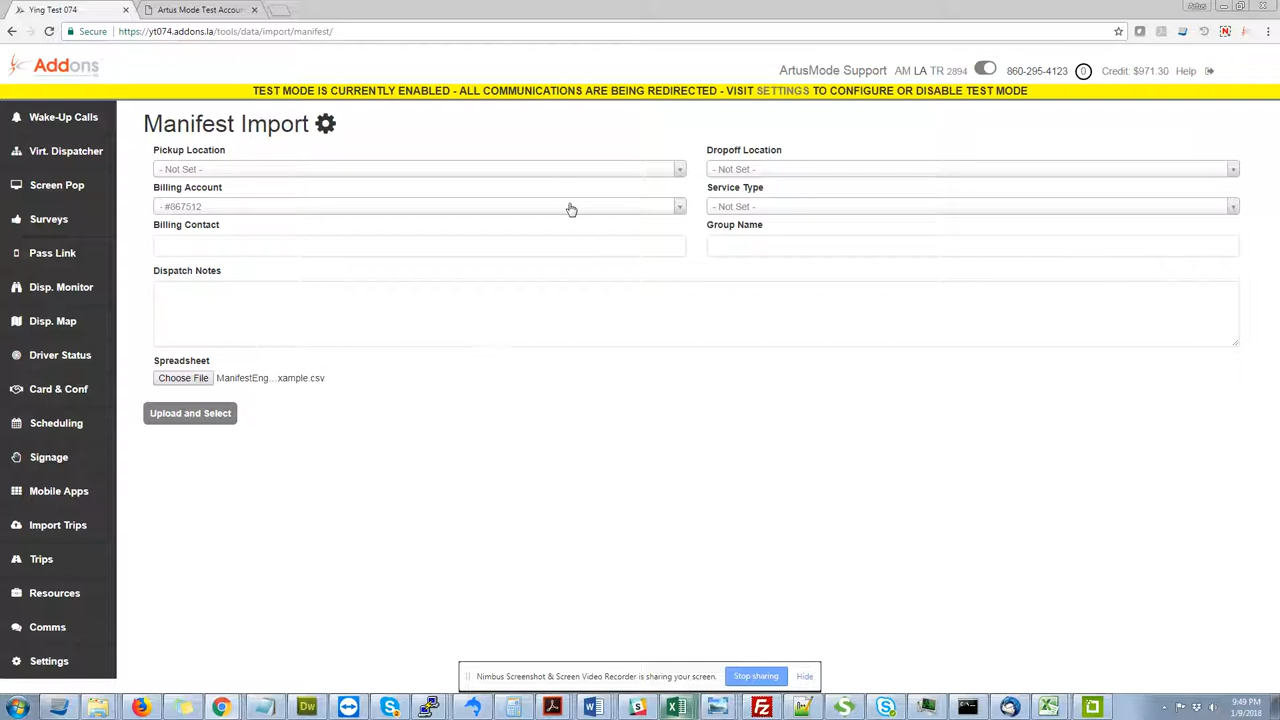 Ying Test 074
Artus Mode Test Accoun
Secure
https://yt074.addons.la/tools/data/import/manifest/
Addons
ArtusMode Support AM LA TR 2894 860-295-4123 0 Credit: $971.30 Help
TEST MODE IS CURRENTLY ENABLED - ALL COMMUNICATIONS ARE BEING REDIRECTED - VISIT SETTINGS TO CONFIGURE OR DISABLE TEST MODE
Wake-Up Calls
Virt. Dispatcher
Screen Pop
Surveys
Pass Link
Disp. Monitor
Disp. Map
Driver Status
Card & Conf
Scheduling
Signage
Mobile Apps
Import Trips
Trips
Resources
Comms
Settings
Manifest Import
Pickup Location
- Not Set -
Dropoff Location
- Not Set -
Billing Account
- #867512
Service Type
- Not Set -
Billing Contact
Group Name
Dispatch Notes
Spreadsheet
Choose File ManifestEng...xample.csv
Upload and Select
Nimbus Screenshot & Screen Video Recorder is sharing your screen. Stop sharing Hide
9:49 PM
1/9/2018